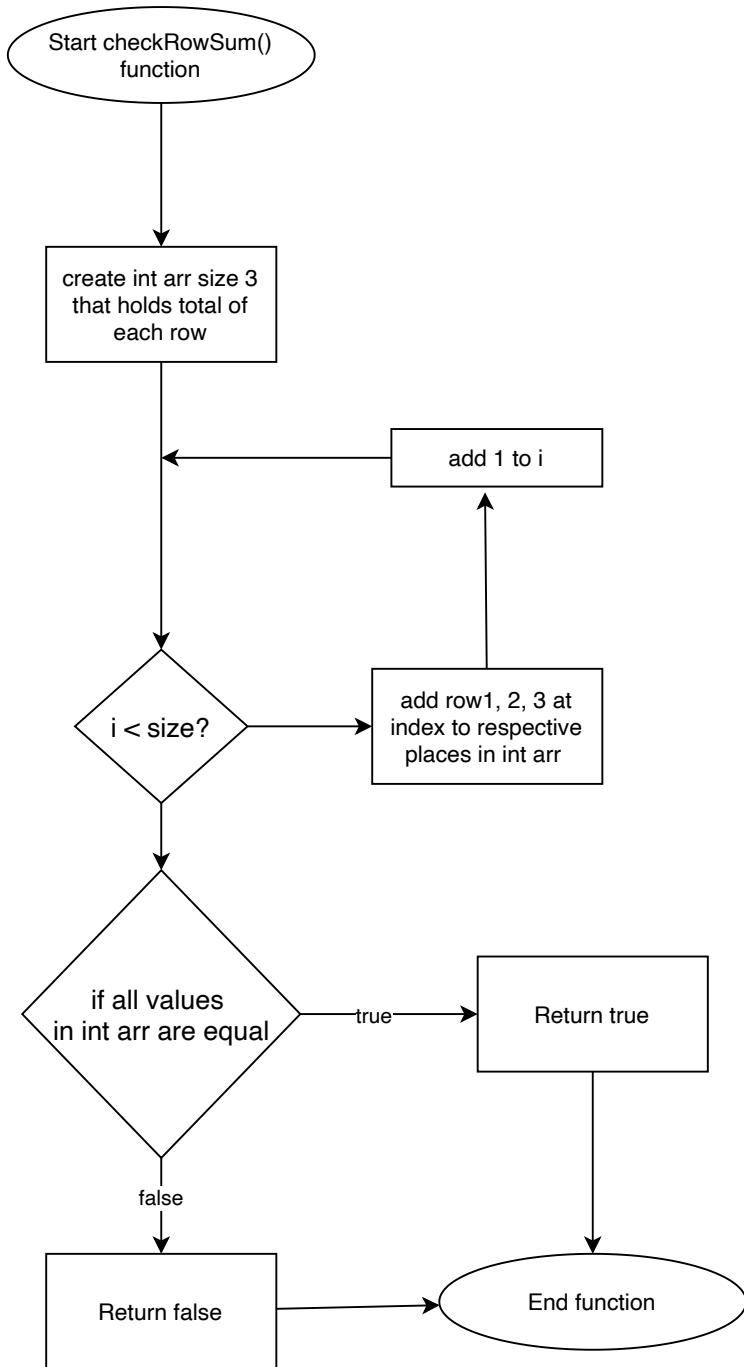 Start checkRowSum()
function
create int arr size 3
that holds total of
each row
add 1 to i
i < size?
add row1, 2, 3 at
index to respective
places in int arr
if all values
in int arr are equal
true
Return true
false
Return false
End function